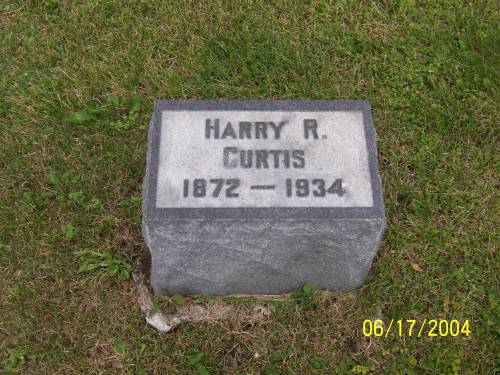 HARRY R.
CURTIS
1872 — 1934
06/17/2004